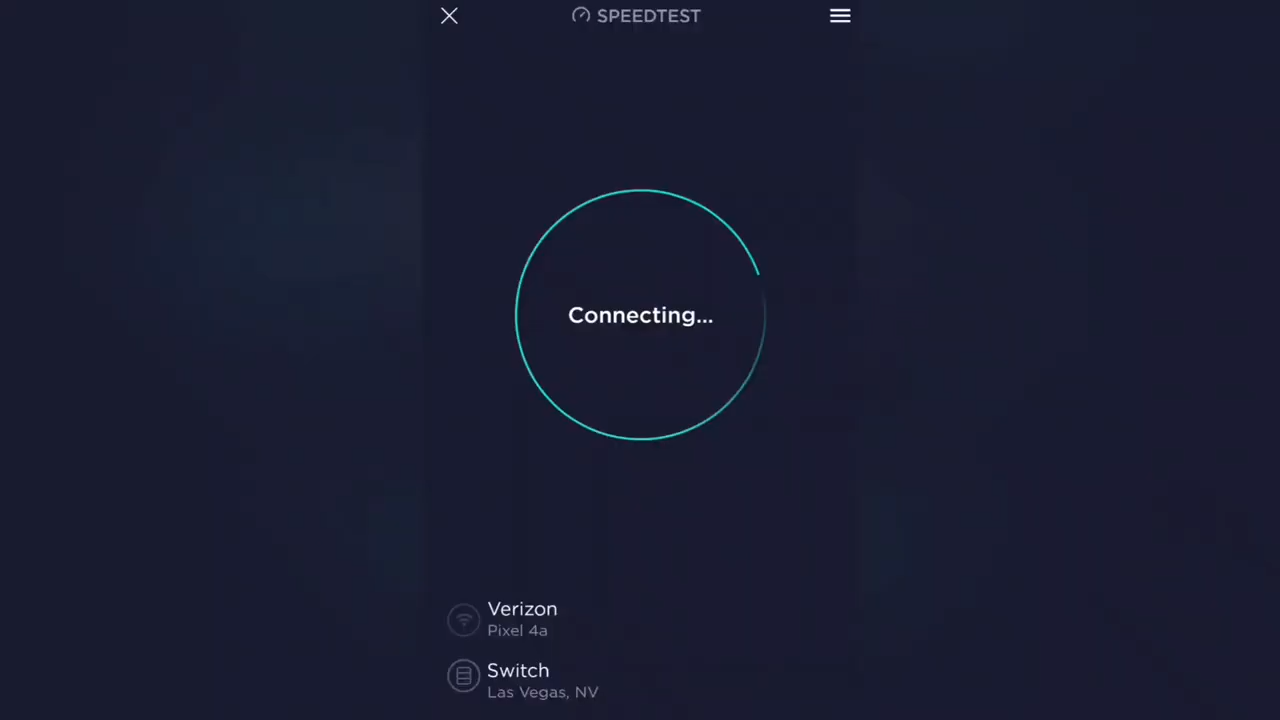 SPEEDTEST
Connecting...
Verizon
Pixel 4a
Switch
Las Vegas, NV